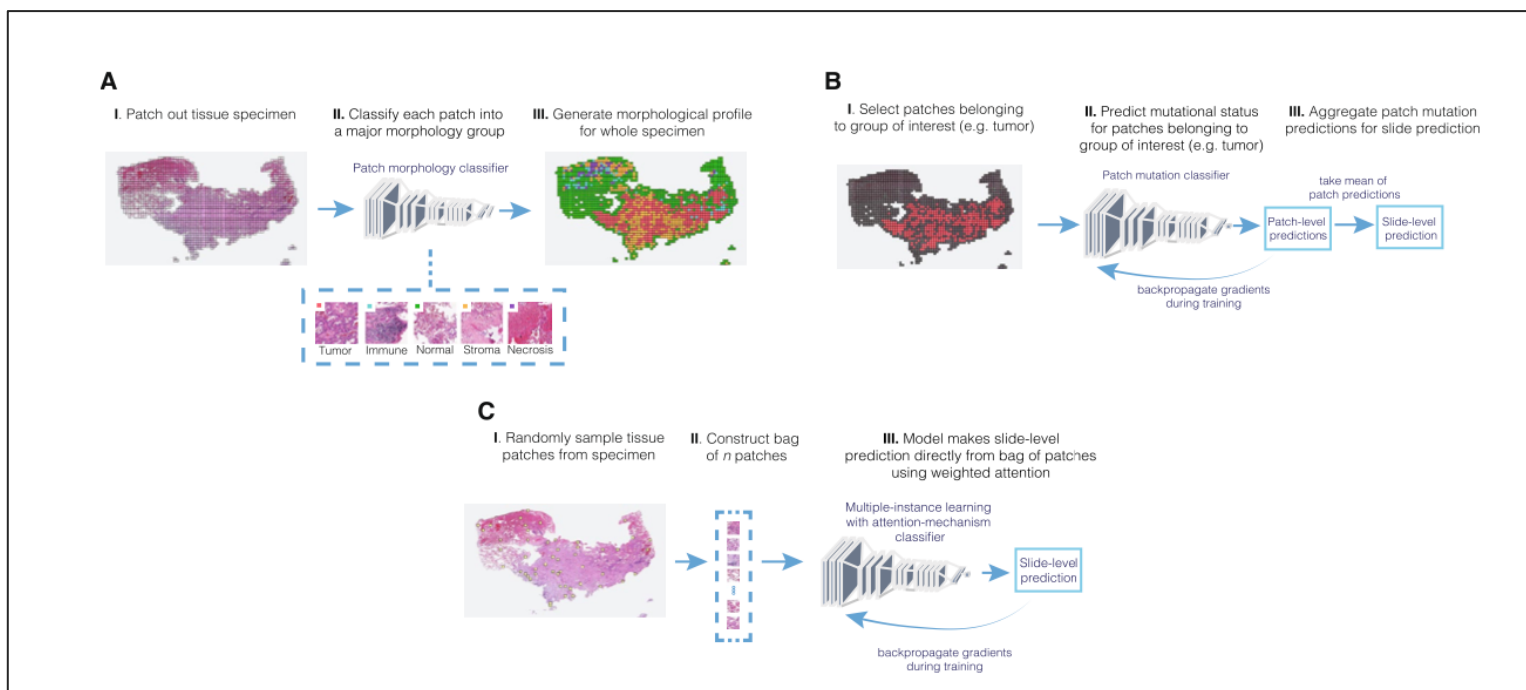 A
I. Patch out tissue specimen
II. Classify each patch into
a major morphology group
III. Generate morphological profile
for whole specimen
Patch morphology classifier
Tumor
Immune
Normal
Stroma
Necrosis
B
I. Select patches belonging
to group of interest (e.g. tumor)
II. Predict mutational status
for patches belonging to
group of interest (e.g. tumor)
III. Aggregate patch mutation
predictions for slide prediction
Patch mutation classifier
take mean of
patch predictions
Patch-level
predictions
Slide-level
prediction
backpropagate gradients
during training
C
I. Randomly sample tissue
patches from specimen
II. Construct bag
of n patches
III. Model makes slide-level
prediction directly from bag of patches
using weighted attention
Multiple-instance learning
with attention-mechanism
classifier
Slide-level
prediction
backpropagate gradients
during training